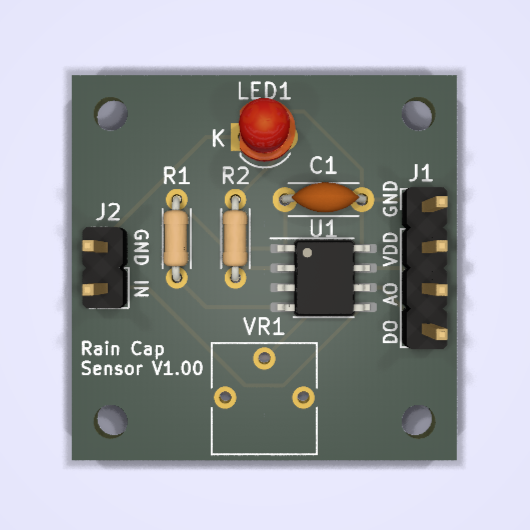 LED1
K
C1
R1
R2
J1
J2
GND
VDD
AO
DO
GND
IN
U1
VR1
Rain Cap
Sensor V1.00